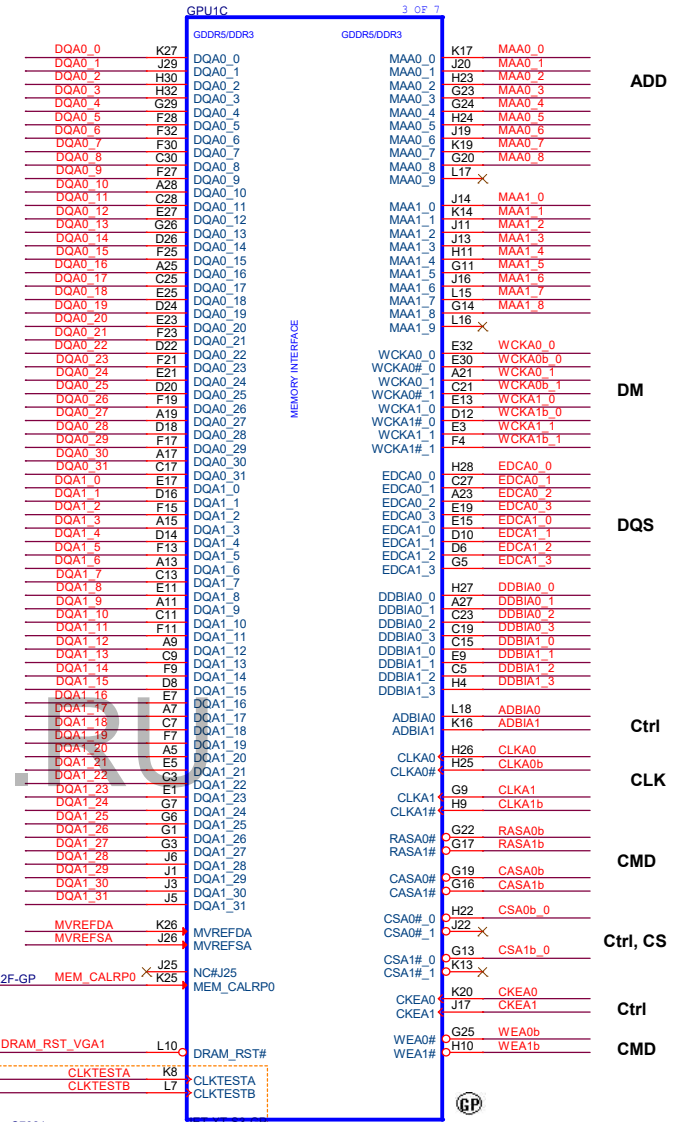 GPU1C 3 OF 7
GDDR5/DDR3 GDDR5/DDR3
DQA0_0 K27 DQA0_0
DQA0_1 J29 DQA0_1
DQA0_2 H30 DQA0_2
DQA0_3 H32 DQA0_3
DQA0_4 G29 DQA0_4
DQA0_5 F28 DQA0_5
DQA0_6 F32 DQA0_6
DQA0_7 F30 DQA0_7
DQA0_8 C30 DQA0_8
DQA0_9 F27 DQA0_9
DQA0_10 A28 DQA0_10
DQA0_11 C28 DQA0_11
DQA0_12 E27 DQA0_12
DQA0_13 G26 DQA0_13
DQA0_14 D26 DQA0_14
DQA0_15 F25 DQA0_15
DQA0_16 A25 DQA0_16
DQA0_17 C25 DQA0_17
DQA0_18 E25 DQA0_18
DQA0_19 D24 DQA0_19
DQA0_20 E23 DQA0_20
DQA0_21 F23 DQA0_21
DQA0_22 D22 DQA0_22
DQA0_23 F21 DQA0_23
DQA0_24 E21 DQA0_24
DQA0_25 D20 DQA0_25
DQA0_26 F19 DQA0_26
DQA0_27 A19 DQA0_27
DQA0_28 D18 DQA0_28
DQA0_29 F17 DQA0_29
DQA0_30 A17 DQA0_30
DQA0_31 C17 DQA0_31
DQA1_0 E17 DQA1_0
DQA1_1 D16 DQA1_1
DQA1_2 F15 DQA1_2
DQA1_3 A15 DQA1_3
DQA1_4 D14 DQA1_4
DQA1_5 F13 DQA1_5
DQA1_6 A13 DQA1_6
DQA1_7 C13 DQA1_7
DQA1_8 E11 DQA1_8
DQA1_9 A11 DQA1_9
DQA1_10 C11 DQA1_10
DQA1_11 F11 DQA1_11
DQA1_12 A9 DQA1_12
DQA1_13 C9 DQA1_13
DQA1_14 F9 DQA1_14
DQA1_15 D8 DQA1_15
DQA1_16 E7 DQA1_16
DQA1_17 A7 DQA1_17
DQA1_18 C7 DQA1_18
DQA1_19 F7 DQA1_19
DQA1_20 A5 DQA1_20
DQA1_21 E5 DQA1_21
DQA1_22 C3 DQA1_22
DQA1_23 E1 DQA1_23
DQA1_24 G7 DQA1_24
DQA1_25 G6 DQA1_25
DQA1_26 G1 DQA1_26
DQA1_27 G3 DQA1_27
DQA1_28 J6 DQA1_28
DQA1_29 J1 DQA1_29
DQA1_30 J3 DQA1_30
DQA1_31 J5 DQA1_31
MVREFDA K26 MVREFDA
MVREFSA J26 MVREFSA
J25 NC#J25
2F-GP MEM_CALRP0 K25 MEM_CALRP0
DRAM_RST_VGA1 L10 DRAM_RST#
CLKTESTA K8 CLKTESTA
CLKTESTB L7 CLKTESTB
.RU
MEMORY INTERFACE
MAA0_0 K17 MAA0_0
MAA0_1 J20 MAA0_1
MAA0_2 H23 MAA0_2
MAA0_3 G23 MAA0_3
MAA0_4 G24 MAA0_4
MAA0_5 H24 MAA0_5
MAA0_6 J19 MAA0_6
MAA0_7 K19 MAA0_7
MAA0_8 G20 MAA0_8
MAA0_9 L17
ADD
MAA1_0 J14 MAA1_0
MAA1_1 K14 MAA1_1
MAA1_2 J11 MAA1_2
MAA1_3 J13 MAA1_3
MAA1_4 H11 MAA1_4
MAA1_5 G11 MAA1_5
MAA1_6 J16 MAA1_6
MAA1_7 L15 MAA1_7
MAA1_8 G14 MAA1_8
MAA1_9 L16
WCKA0_0 E32 WCKA0_0
WCKA0#_0 E30 WCKA0b_0
WCKA0_1 A21 WCKA0_1
WCKA0#_1 C21 WCKA0b_1
WCKA1_0 E13 WCKA1_0
WCKA1#_0 D12 WCKA1b_0
WCKA1_1 E3 WCKA1_1
WCKA1#_1 F4 WCKA1b_1
DM
EDCA0_0 H28 EDCA0_0
EDCA0_1 C27 EDCA0_1
EDCA0_2 A23 EDCA0_2
EDCA0_3 E19 EDCA0_3
EDCA1_0 E15 EDCA1_0
EDCA1_1 D10 EDCA1_1
EDCA1_2 D6 EDCA1_2
EDCA1_3 G5 EDCA1_3
DQS
DDBIA0_0 H27 DDBIA0_0
DDBIA0_1 A27 DDBIA0_1
DDBIA0_2 C23 DDBIA0_2
DDBIA0_3 C19 DDBIA0_3
DDBIA1_0 C15 DDBIA1_0
DDBIA1_1 E9 DDBIA1_1
DDBIA1_2 C5 DDBIA1_2
DDBIA1_3 H4 DDBIA1_3
ADBIA0 L18 ADBIA0
ADBIA1 K16 ADBIA1
Ctrl
CLKA0 H26 CLKA0
CLKA0# H25 CLKA0b
CLK
CLKA1 G9 CLKA1
CLKA1# H9 CLKA1b
RASA0# G22 RASA0b
RASA1# G17 RASA1b
CMD
CASA0# G19 CASA0b
CASA1# G16 CASA1b
CSA0#_0 H22 CSA0b_0
CSA0#_1 J22
Ctrl, CS
CSA1#_0 G13 CSA1b_0
CSA1#_1 K13
CKEA0 K20 CKEA0
CKEA1 J17 CKEA1
Ctrl
WEA0# G25 WEA0b
WEA1# H10 WEA1b
CMD
GP